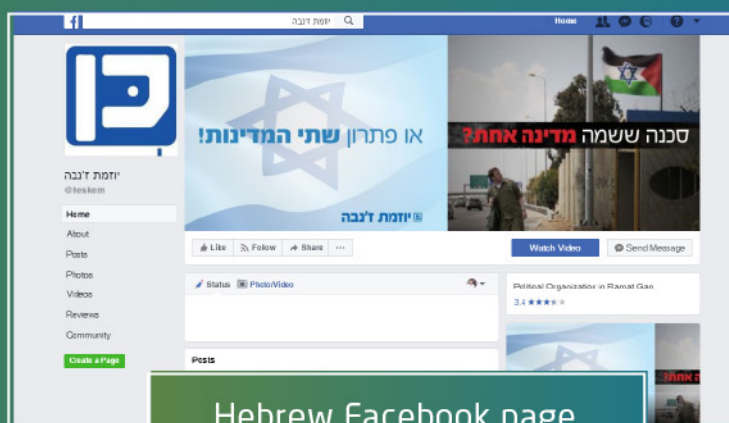 יוזמת ז'נבה
Home
כן
סכנה ששמה מדינה אחת?
או פתרון שתי המדינות!
יוזמת ז'נבה
יוזמת ז'נבה
@heskem
Home
About
Posts
Photos
Videos
Reviews
Community
Create a Page
Like Follow Share ...
Watch Video
Send Message
Status Photo/Video
Political Organization in Ramat Gan
3.4
Posts
Hebrew Facebook page